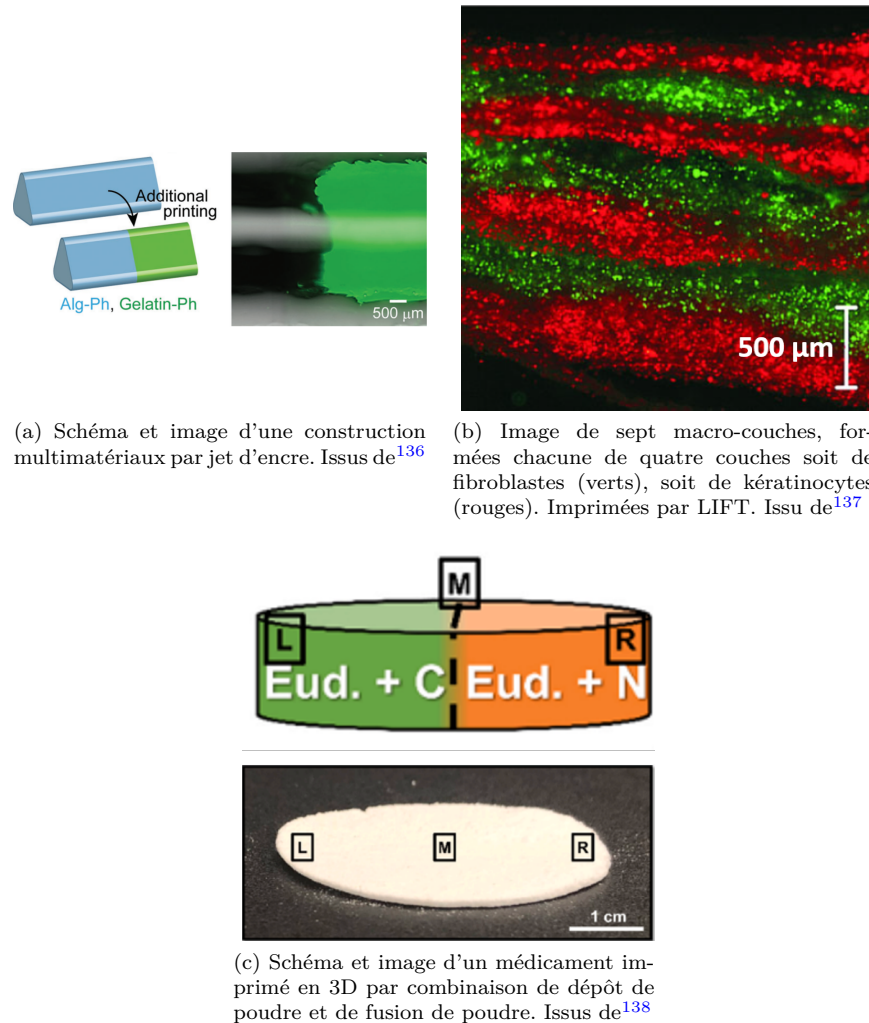 Additional
printing
Alg-Ph, Gelatin-Ph
500 μm
500 μm
(a) Schéma et image d'une construction
multimatériaux par jet d'encre. Issus de136
(b) Image de sept macro-couches, for-
mées chacune de quatre couches soit de
fibroblastes (verts), soit de kératinocytes
(rouges). Imprimées par LIFT. Issu de137
M
L
R
Eud. + C
Eud. + N
L
M
R
1 cm
(c) Schéma et image d'un médicament im-
primé en 3D par combinaison de dépôt de
poudre et de fusion de poudre. Issus de138